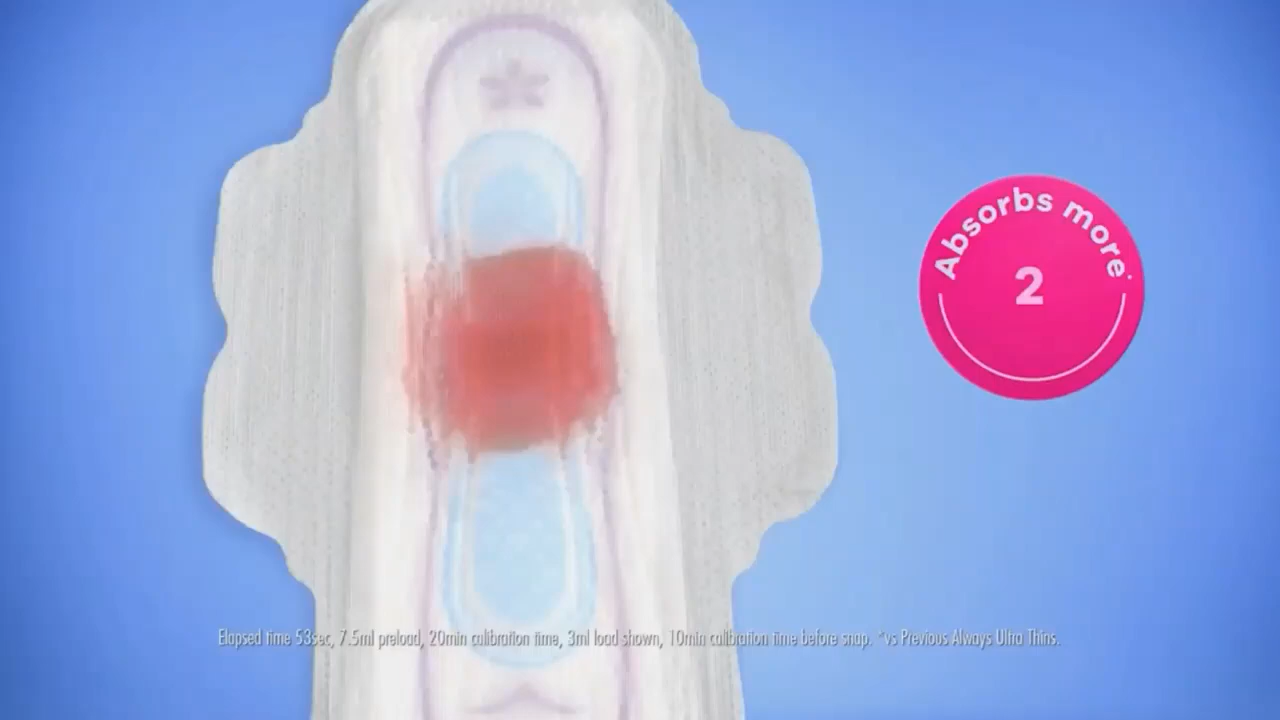 Absorbs more*
2
Elapsed time 53sec, 7.5ml preload, 20min calibration time, 3ml load shown, 10min calibration time before snap. *vs Previous Always Ultra Thins.